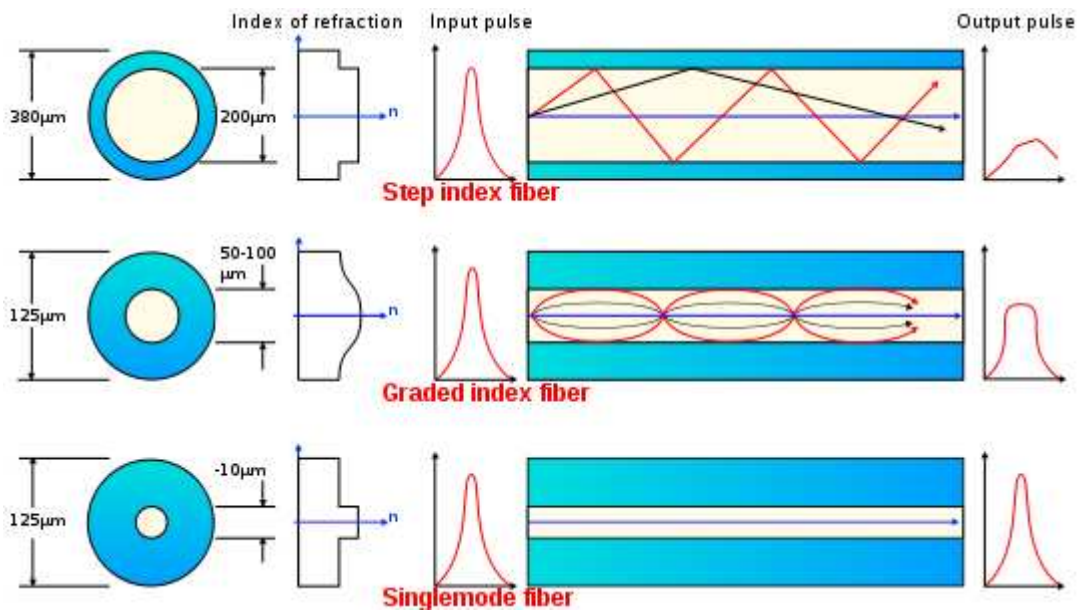 Index of refraction
Input pulse
Output pulse
380µm
200µm
n
Step index fiber
50-100
µm
125µm
n
Graded index fiber
-10µm
125µm
n
Singlemode fiber